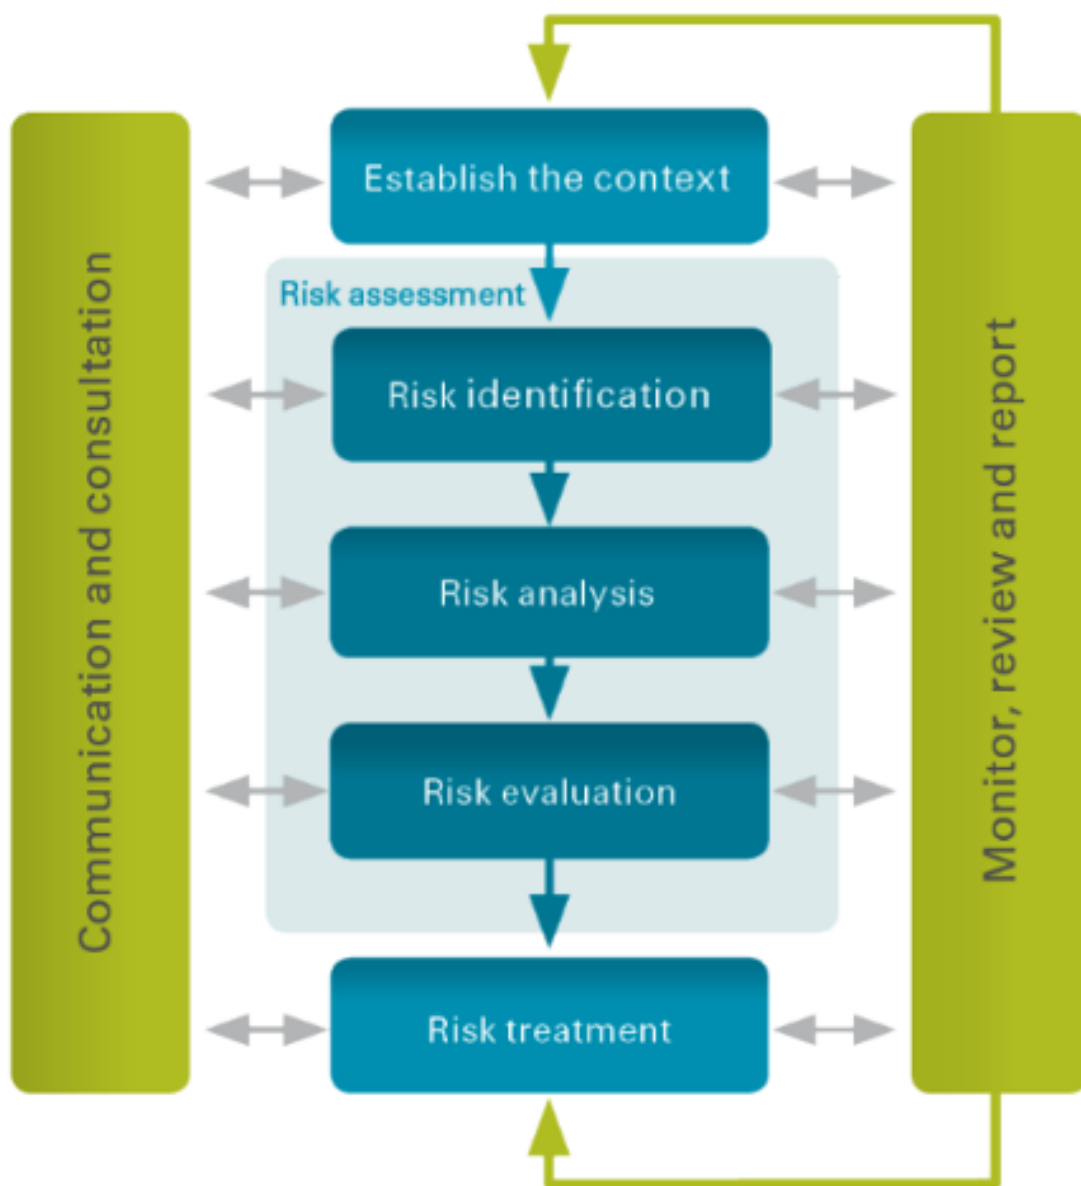 Establish the context
Risk assessment
Risk identification
Risk analysis
Risk evaluation
Risk treatment
Communication and consultation
Monitor, review and report